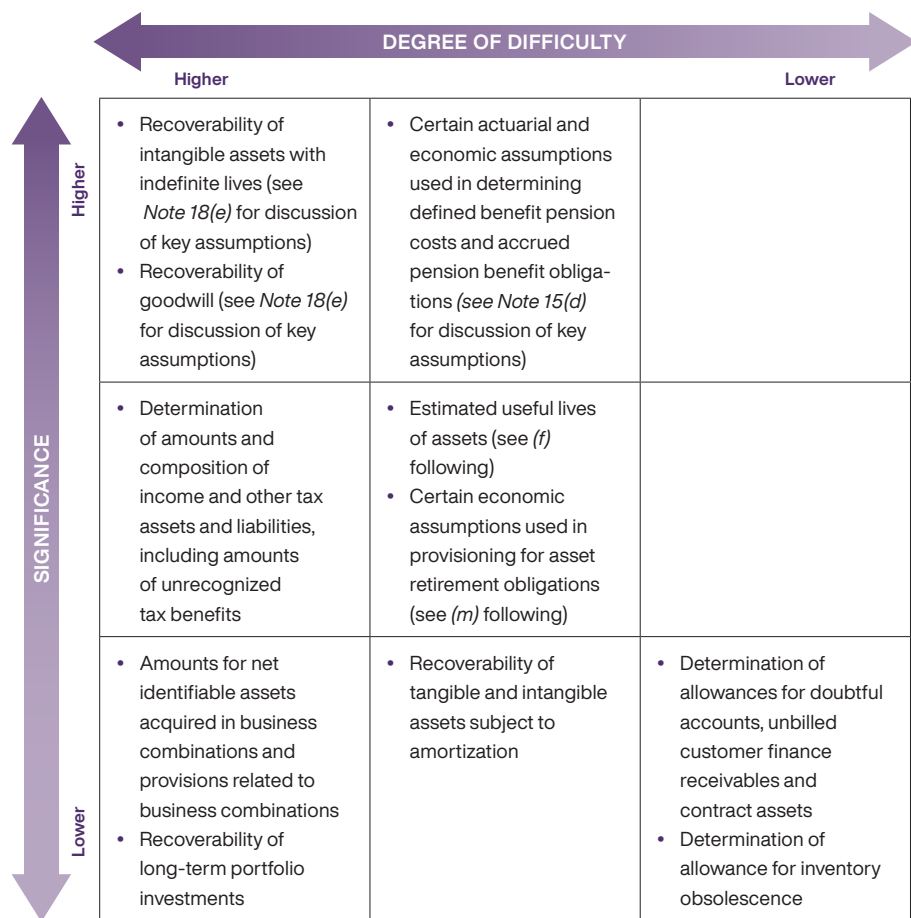 DEGREE OF DIFFICULTY
Higher
Lower
SIGNIFICANCE
Higher
Lower
• Recoverability of
intangible assets with
indefinite lives (see
Note 18(e) for discussion
of key assumptions)
• Recoverability of
goodwill (see Note 18(e)
for discussion of key
assumptions)
• Certain actuarial and
economic assumptions
used in determining
defined benefit pension
costs and accrued
pension benefit obliga-
tions (see Note 15(d)
for discussion of key
assumptions)
• Determination
of amounts and
composition of
income and other tax
assets and liabilities,
including amounts
of unrecognized
tax benefits
• Estimated useful lives
of assets (see (f)
following)
• Certain economic
assumptions used in
provisioning for asset
retirement obligations
(see (m) following)
• Amounts for net
identifiable assets
acquired in business
combinations and
provisions related to
business combinations
• Recoverability of
long-term portfolio
investments
• Recoverability of
tangible and intangible
assets subject to
amortization
• Determination of
allowances for doubtful
accounts, unbilled
customer finance
receivables and
contract assets
• Determination of
allowance for inventory
obsolescence